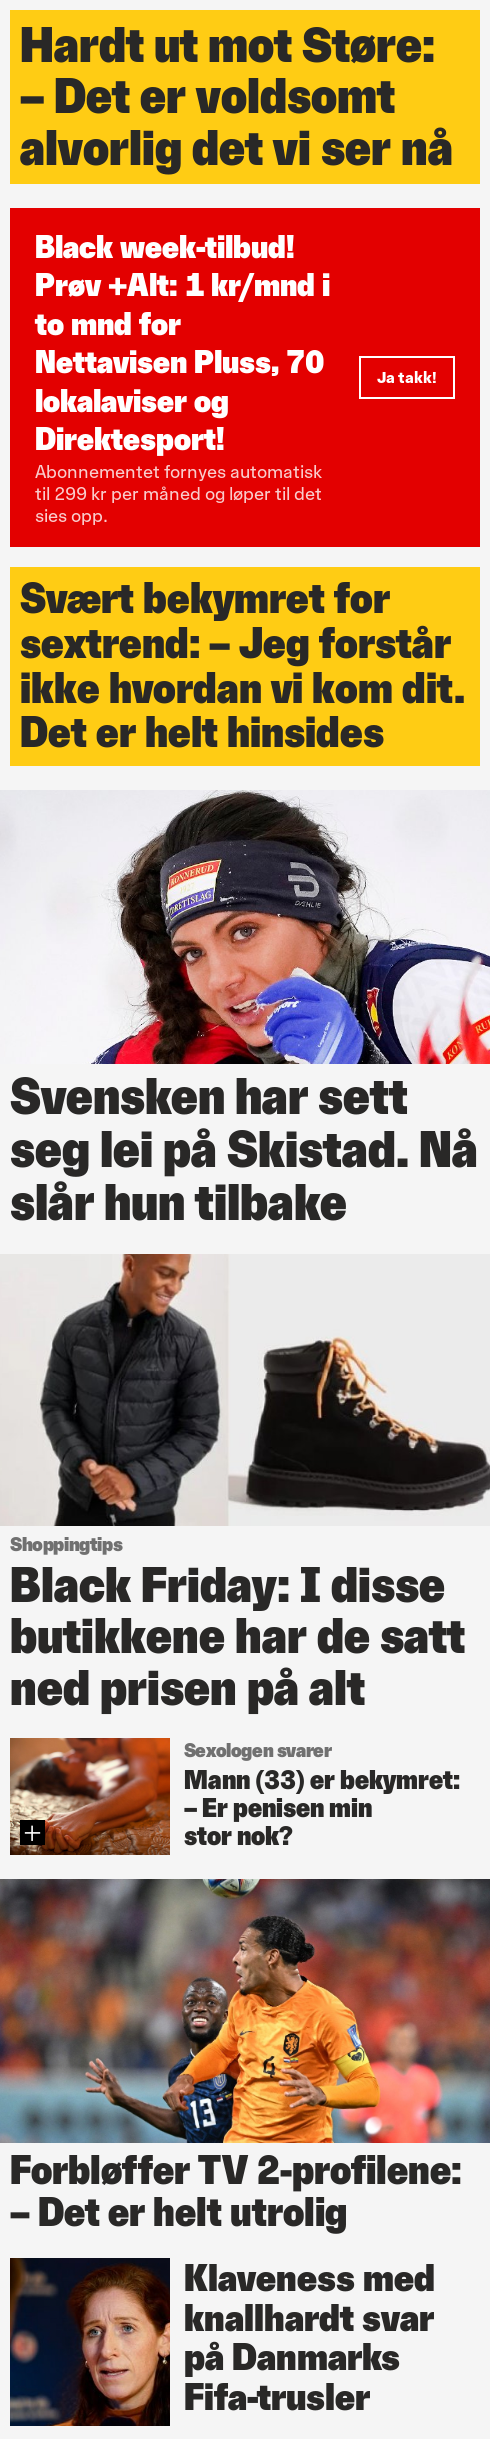 Hardt ut mot Støre:
– Det er voldsomt
alvorlig det vi ser nå
Black week-tilbud!
Prøv +Alt: 1 kr/mnd i
to mnd for
Nettavisen Pluss, 70
lokalaviser og
Direktesport!
Ja takk!
Abonnementet fornyes automatisk
til 299 kr per måned og løper til det
sies opp.
Svært bekymret for
sextrend: – Jeg forstår
ikke hvordan vi kom dit.
Det er helt hinsides
KONNERUD
IDRETTSLAG
DÆHLIE
Svensken har sett
seg lei på Skistad. Nå
slår hun tilbake
Shoppingtips
Black Friday: I disse
butikkene har de satt
ned prisen på alt
Sexologen svarer
Mann (33) er bekymret:
– Er penisen min
stor nok?
4
13
Forbløffer TV 2-profilene:
– Det er helt utrolig
Klaveness med
knallhardt svar
på Danmarks
Fifa-trusler